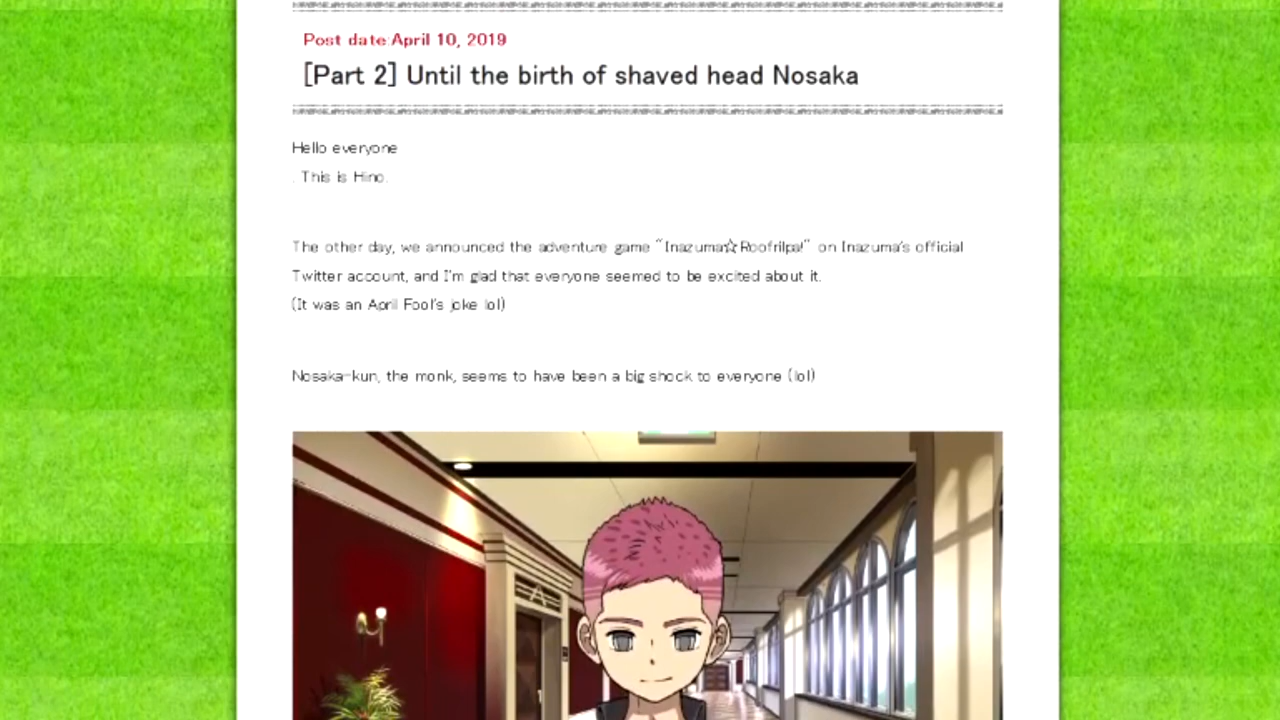 Post date:April 10, 2019
[Part 2] Until the birth of shaved head Nosaka
Hello everyone
. This is Hino.
The other day, we announced the adventure game "Inazuma☆Roofrilpa!" on Inazuma's official
Twitter account, and I'm glad that everyone seemed to be excited about it.
(It was an April Fool's joke lol)
Nosaka-kun, the monk, seems to have been a big shock to everyone (lol)
A